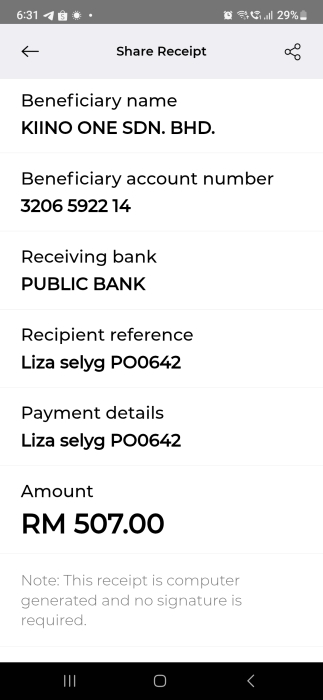 6:31
29%
Share Receipt
Beneficiary name
KIINO ONE SDN. BHD.
Beneficiary account number
3206 5922 14
Receiving bank
PUBLIC BANK
Recipient reference
Liza selyg PO0642
Payment details
Liza selyg PO0642
Amount
RM 507.00
Note: This receipt is computer
generated and no signature is
required.